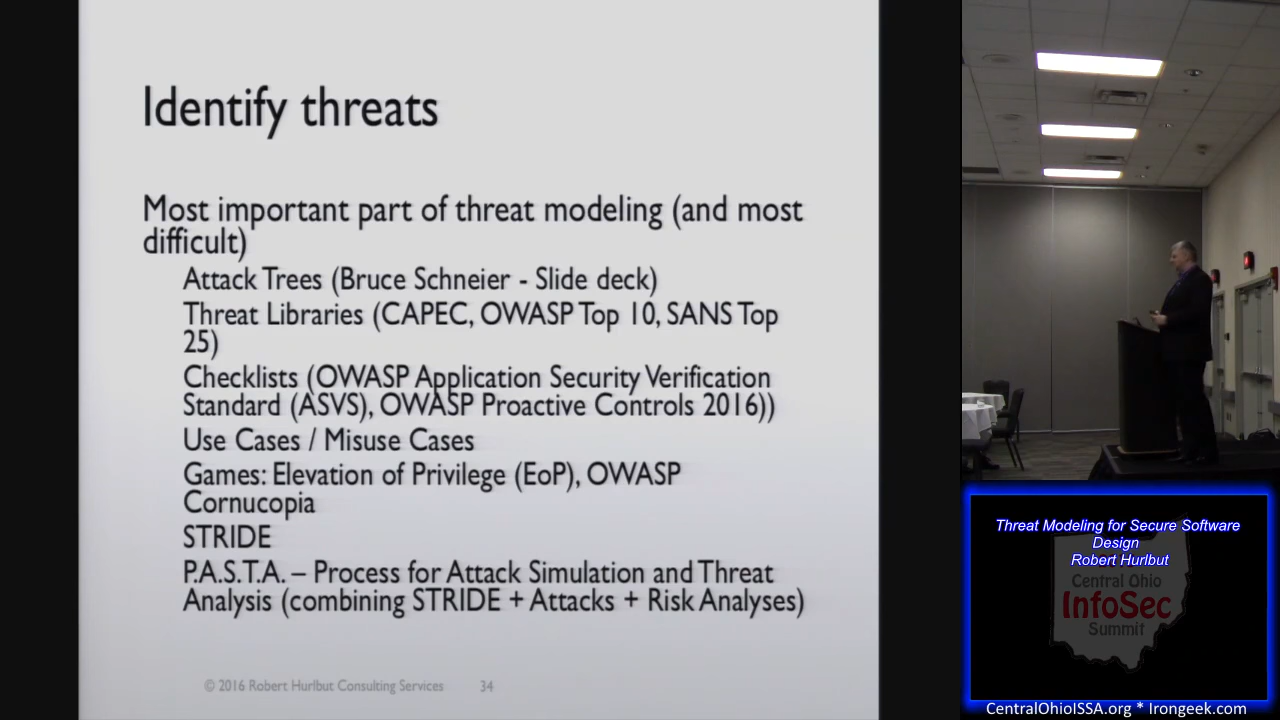 Identify threats
Most important part of threat modeling (and most
difficult)
Attack Trees (Bruce Schneier - Slide deck)
Threat Libraries (CAPEC, OWASP Top 10, SANS Top
25)
Checklists (OWASP Application Security Verification
Standard (ASVS), OWASP Proactive Controls 2016))
Use Cases / Misuse Cases
Games: Elevation of Privilege (EoP), OWASP
Cornucopia
STRIDE
P.A.S.T.A. – Process for Attack Simulation and Threat
Analysis (combining STRIDE + Attacks + Risk Analyses)
© 2016 Robert Hurlbut Consulting Services 34
Threat Modeling for Secure Software
Design
Robert Hurlbut
Central Ohio
InfoSec
Summit
CentralOhioISSA.org * Irongeek.com